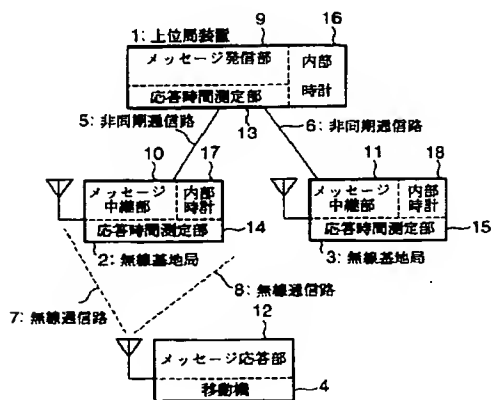 1: 上位局装置
9
16
メッセージ発信部
内部
時計
応答時間測定部
13
5: 非同期通信路
6: 非同期通信路
10
17
メッセージ
中継部
内部
時計
応答時間測定部
14
2: 無線基地局
11
18
メッセージ
中継部
内部
時計
応答時間測定部
15
3: 無線基地局
7: 無線通信路
8: 無線通信路
12
メッセージ応答部
移動機
4